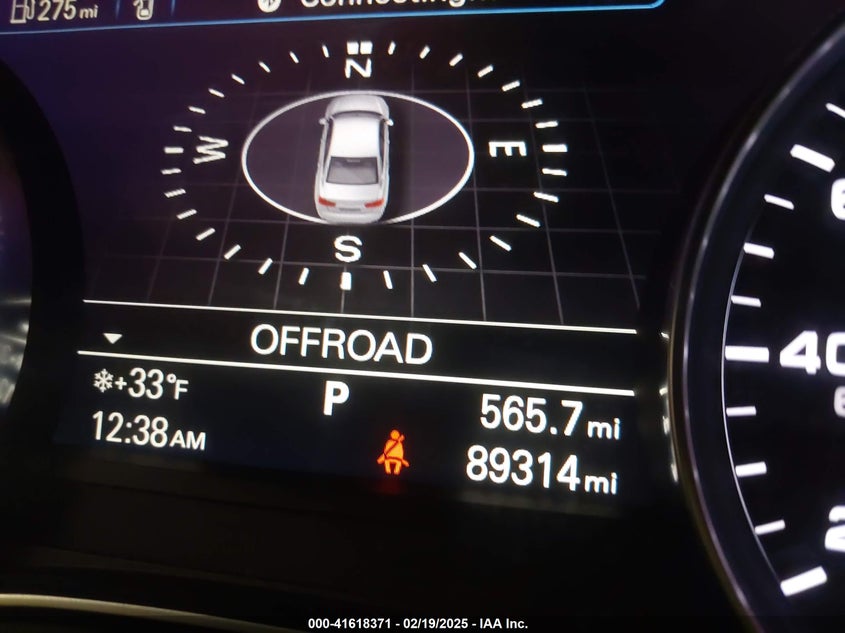 275 mi
Connecting...
N
W E
S
OFFROAD
+33°F P 565.7 mi
12:38 AM 89314 mi
40
000-41618371 - 02/19/2025 - IAA Inc.